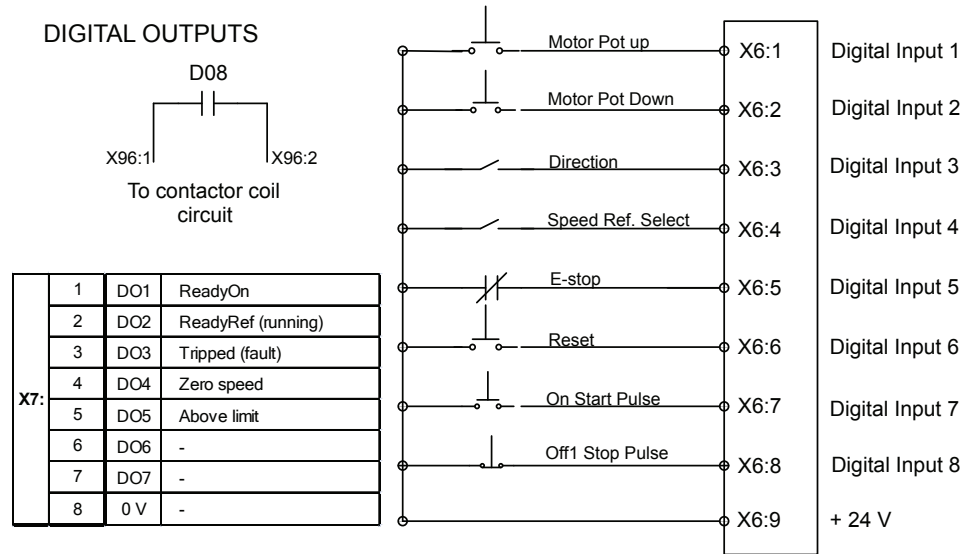 DIGITAL OUTPUTS
D08
X96:1 X96:2
To contactor coil
circuit
X7:
1 DO1 ReadyOn
2 DO2 ReadyRef (running)
3 DO3 Tripped (fault)
4 DO4 Zero speed
5 DO5 Above limit
6 DO6 -
7 DO7 -
8 0 V -
Motor Pot up X6:1 Digital Input 1
Motor Pot Down X6:2 Digital Input 2
Direction X6:3 Digital Input 3
Speed Ref. Select X6:4 Digital Input 4
E-stop X6:5 Digital Input 5
Reset X6:6 Digital Input 6
On Start Pulse X6:7 Digital Input 7
Off1 Stop Pulse X6:8 Digital Input 8
X6:9 + 24 V